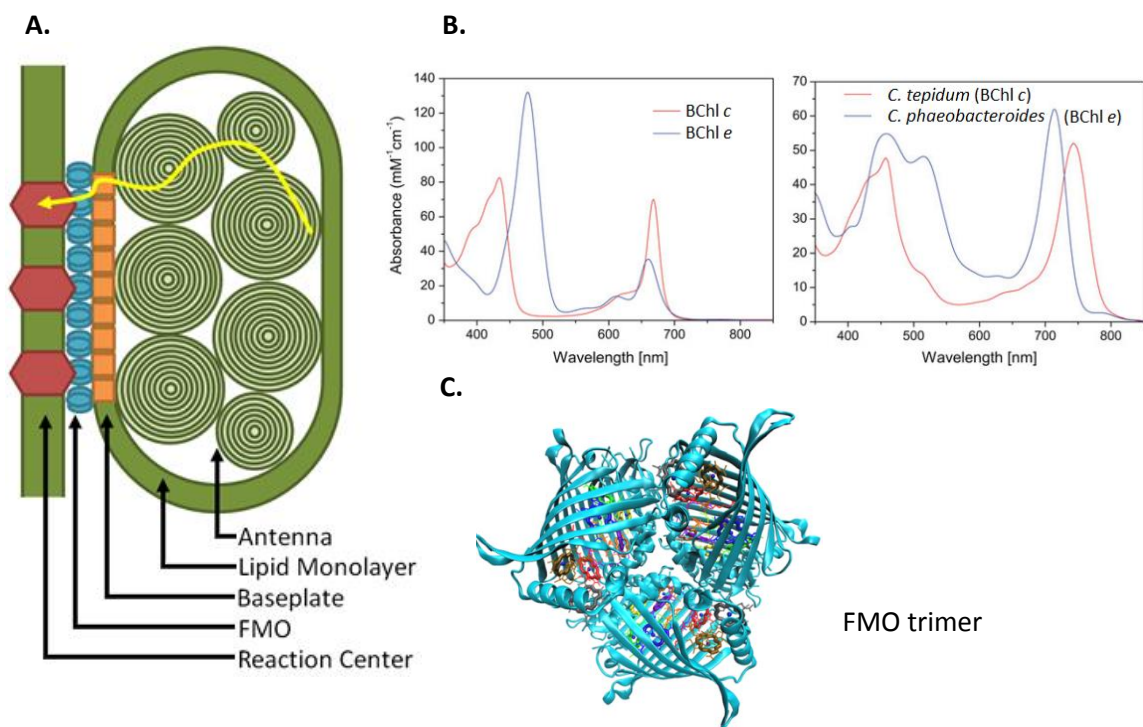 A.
Antenna
Lipid Monolayer
Baseplate
FMO
Reaction Center
B.
140
120
100
80
60
40
20
0
Absorbance (mM⁻¹cm⁻¹)
BChl c
BChl e
500 600 700 800
Wavelength [nm]
70
60
50
40
30
20
10
0
C. tepidum (BChl c)
C. phaeobacteroides (BChl e)
400 500 600 700 800
Wavelength [nm]
C.
FMO trimer